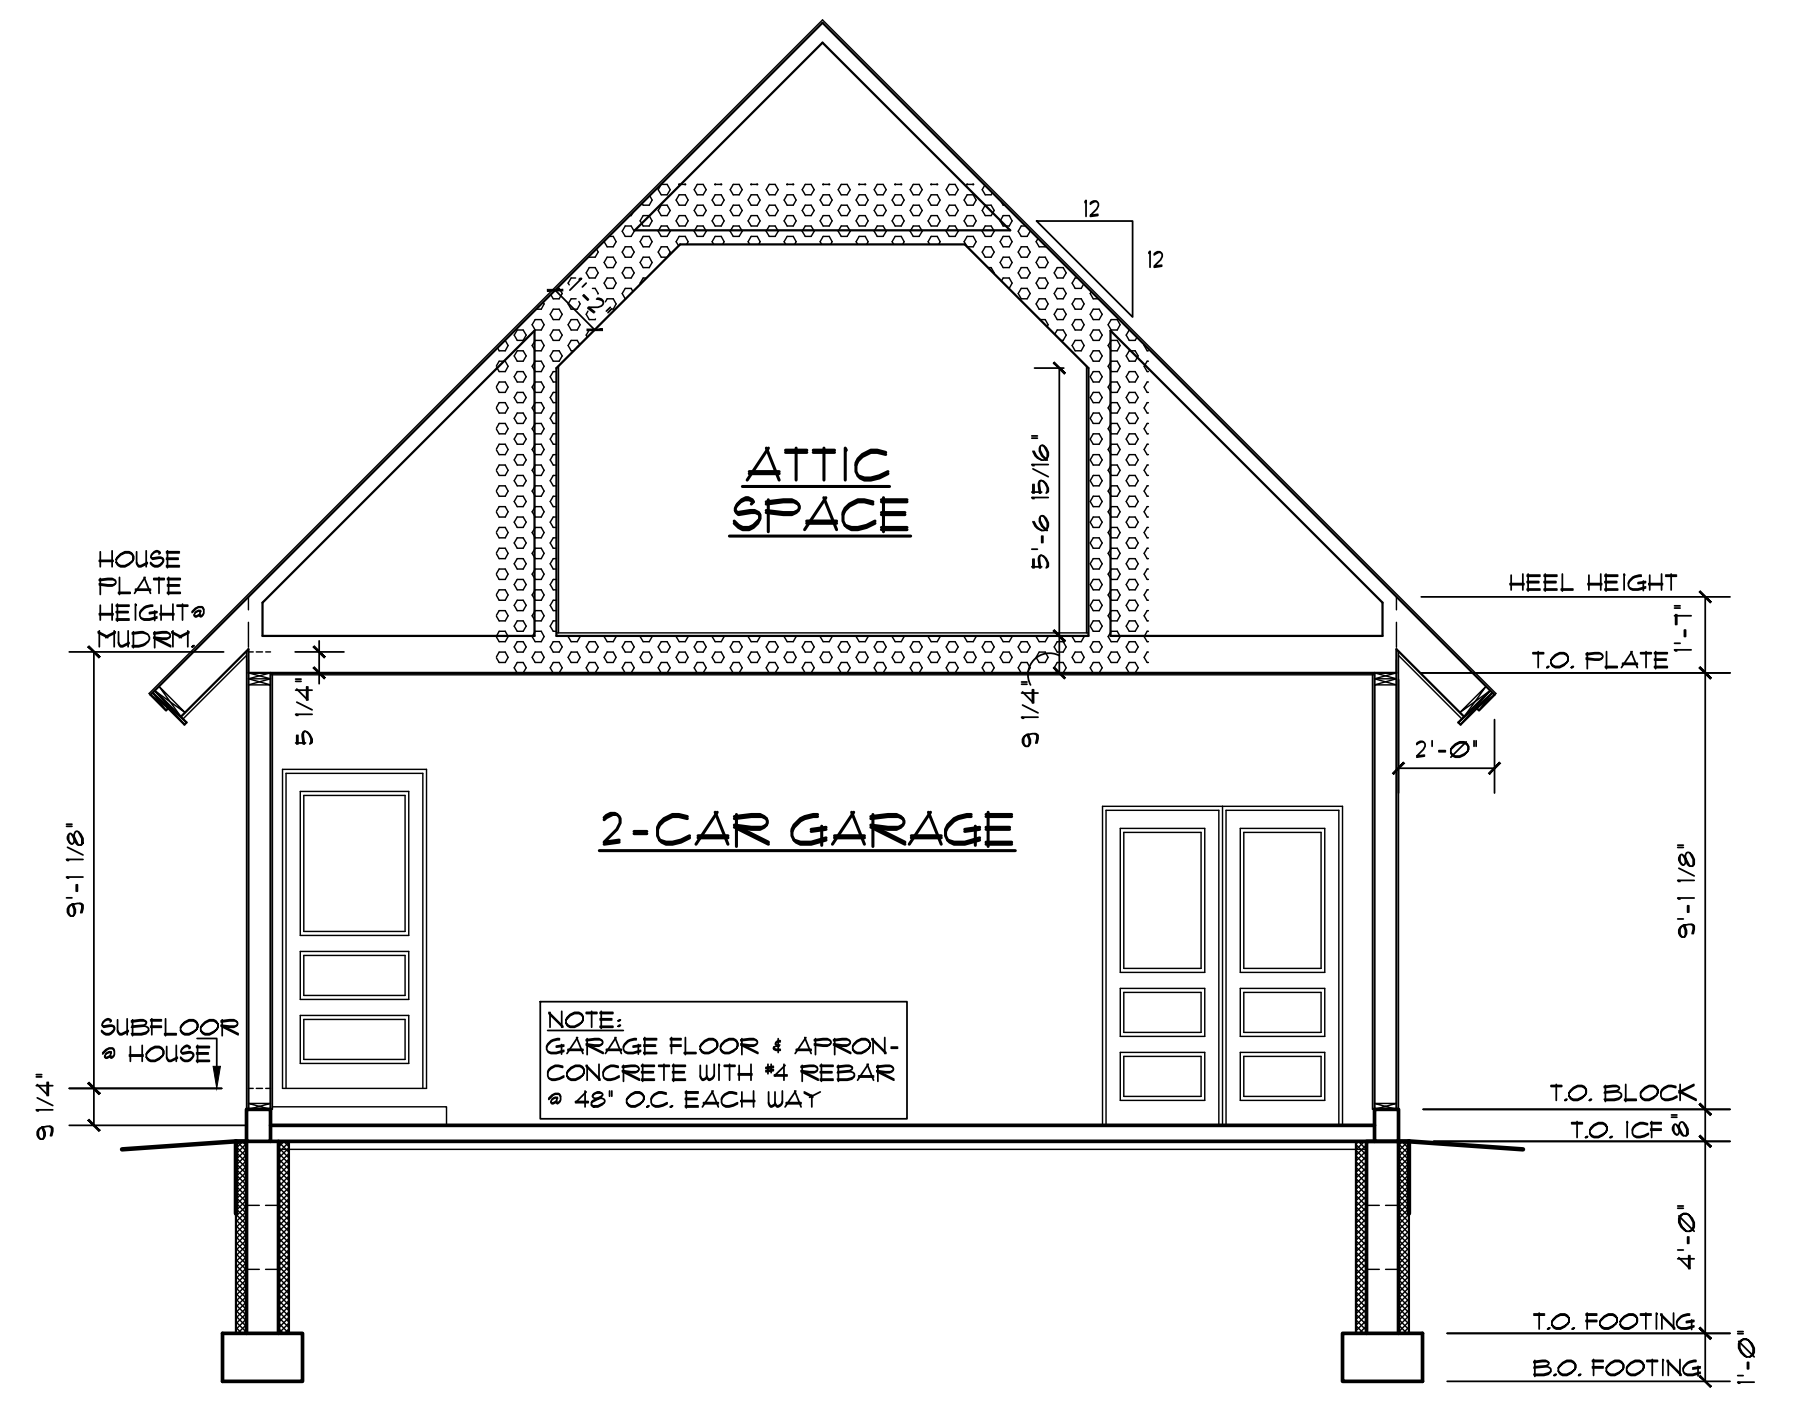 12
12
12"
ATTIC
SPACE
5'-6 15/16"
HOUSE
PLATE
HEIGHT@
MUDRM.
HEEL HEIGHT
1'-7"
T.O. PLATE
5 1/4"
9 1/4"
2'-0"
2-CAR GARAGE
9'-1 1/8"
9'-1 1/8"
NOTE:
GARAGE FLOOR & APRON-
CONCRETE WITH #4 REBAR
@ 48" O.C. EACH WAY
SUBFLOOR
@ HOUSE
9 1/4"
T.O. BLOCK
T.O. ICF 8"
4'-0"
T.O. FOOTING
B.O. FOOTING
1'-0"